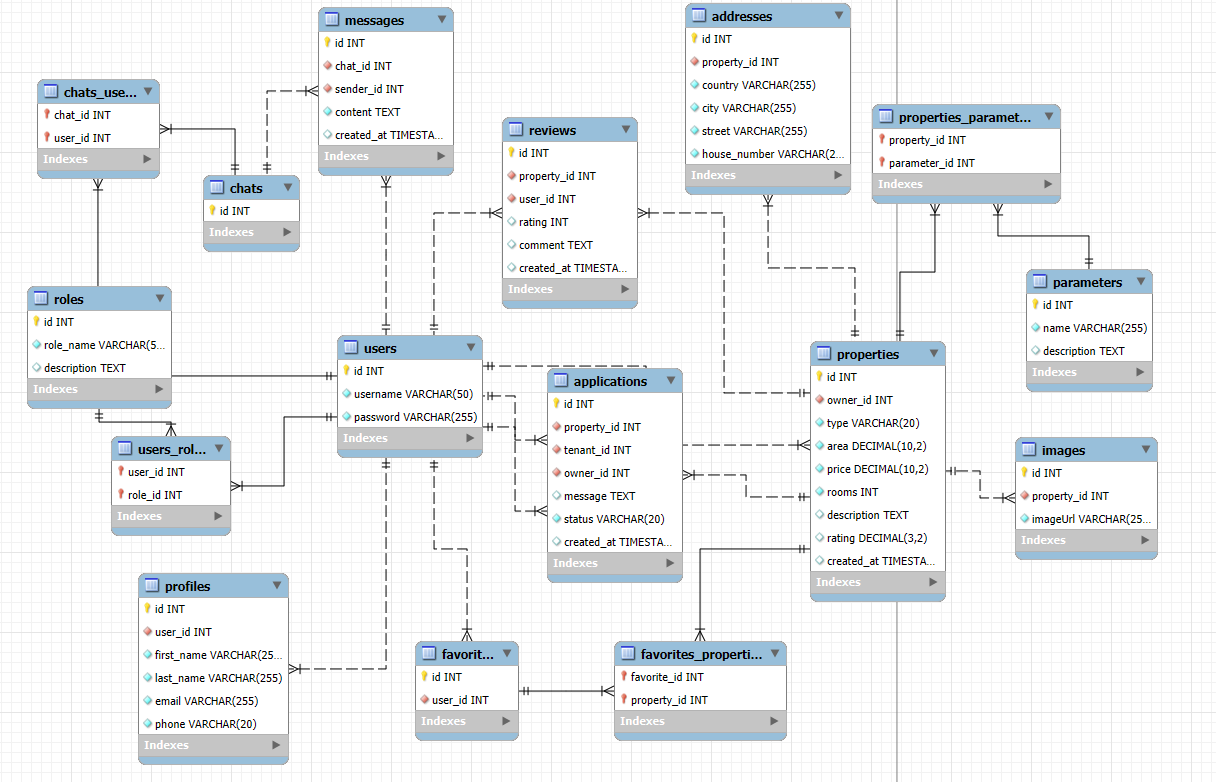 messages
id INT
chat_id INT
sender_id INT
content TEXT
created_at TIMESTA...
Indexes
addresses
id INT
property_id INT
country VARCHAR(255)
city VARCHAR(255)
street VARCHAR(255)
house_number VARCHAR(2...
Indexes
chats_use...
chat_id INT
user_id INT
Indexes
properties_paramet...
property_id INT
parameter_id INT
Indexes
reviews
id INT
property_id INT
user_id INT
rating INT
comment TEXT
created_at TIMESTA...
Indexes
chats
id INT
Indexes
parameters
id INT
name VARCHAR(255)
description TEXT
Indexes
roles
id INT
role_name VARCHAR(5...
description TEXT
Indexes
users
id INT
username VARCHAR(50)
password VARCHAR(255)
Indexes
properties
id INT
owner_id INT
type VARCHAR(20)
area DECIMAL(10,2)
price DECIMAL(10,2)
rooms INT
description TEXT
rating DECIMAL(3,2)
created_at TIMESTA...
Indexes
applications
id INT
property_id INT
tenant_id INT
owner_id INT
message TEXT
status VARCHAR(20)
created_at TIMESTA...
Indexes
users_rol...
user_id INT
role_id INT
Indexes
images
id INT
property_id INT
imageUrl VARCHAR(25...
Indexes
profiles
id INT
user_id INT
first_name VARCHAR(25...
last_name VARCHAR(255)
email VARCHAR(255)
phone VARCHAR(20)
Indexes
favorit...
id INT
user_id INT
Indexes
favorites_properti...
favorite_id INT
property_id INT
Indexes